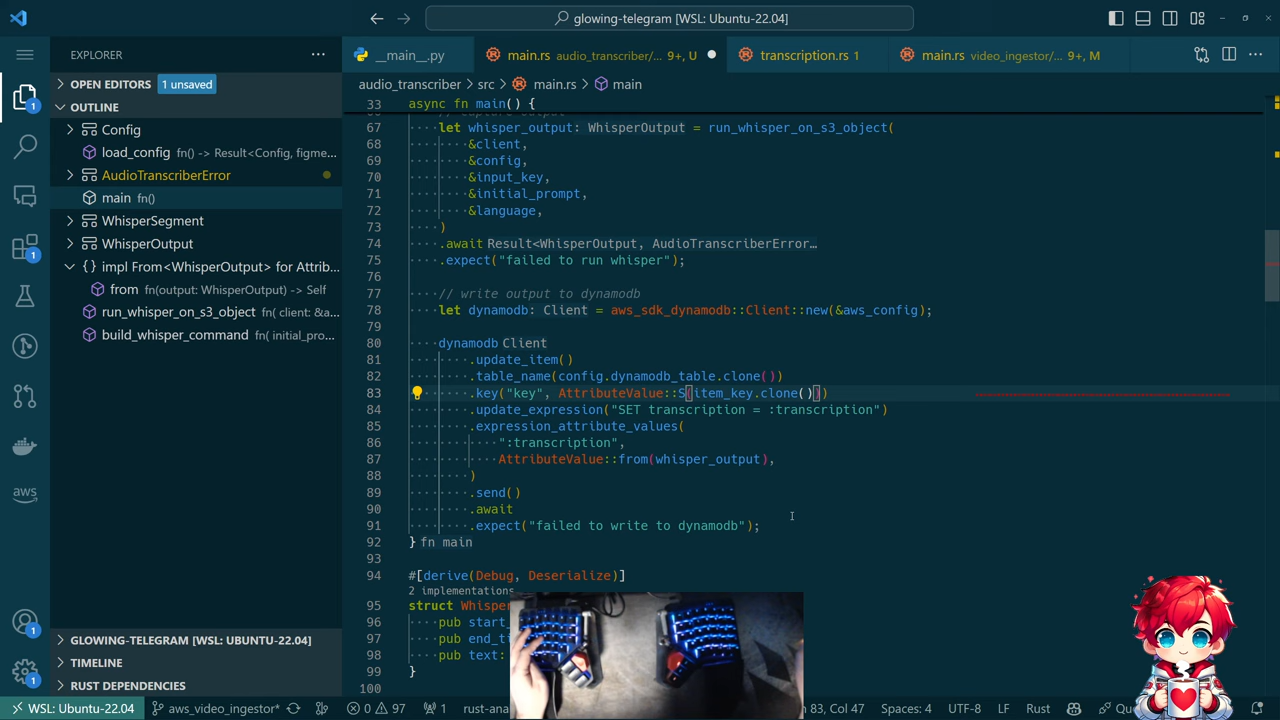 glowing-telegram [WSL: Ubuntu-22.04]
EXPLORER
OPEN EDITORS 1 unsaved
OUTLINE
Config
load_config fn() -> Result<Config, figme…
AudioTranscriberError
main fn()
WhisperSegment
WhisperOutput
{} impl From<WhisperOutput> for Attrib…
from fn(output: WhisperOutput) -> Self
run_whisper_on_s3_object fn( client: &a…
build_whisper_command fn( initial_pro…
GLOWING-TELEGRAM [WSL: UBUNTU-22.04]
TIMELINE
RUST DEPENDENCIES
1
1
aws
1
1
__main__.py
main.rs audio_transcriber/… 9+, U
transcription.rs 1
main.rs video_ingestor/… 9+, M
audio_transcriber > src > main.rs > main
33 async fn main() {
67 let whisper_output: WhisperOutput = run_whisper_on_s3_object(
68 &client,
69 &config,
70 &input_key,
71 &initial_prompt,
72 &language,
73 )
74 .await Result<WhisperOutput, AudioTranscriberError…
75 .expect("failed to run whisper");
76
77 // write output to dynamodb
78 let dynamodb: Client = aws_sdk_dynamodb::Client::new(&aws_config);
79
80 dynamodb Client
81 .update_item()
82 .table_name(config.dynamodb_table.clone())
83 .key("key", AttributeValue::S(item_key.clone()))
84 .update_expression("SET transcription = :transcription")
85 .expression_attribute_values(
86 ":transcription",
87 AttributeValue::from(whisper_output),
88 )
89 .send()
90 .await
91 .expect("failed to write to dynamodb");
92 } fn main
93
94 #[derive(Debug, Deserialize)]
2 implementations
95 struct
96 pub
97 pub
98 pub text:
99 }
100
WSL: Ubuntu-22.04 aws_video_ingestor* 0 97 1 83, Col 47 Spaces: 4 UTF-8 LF Rust